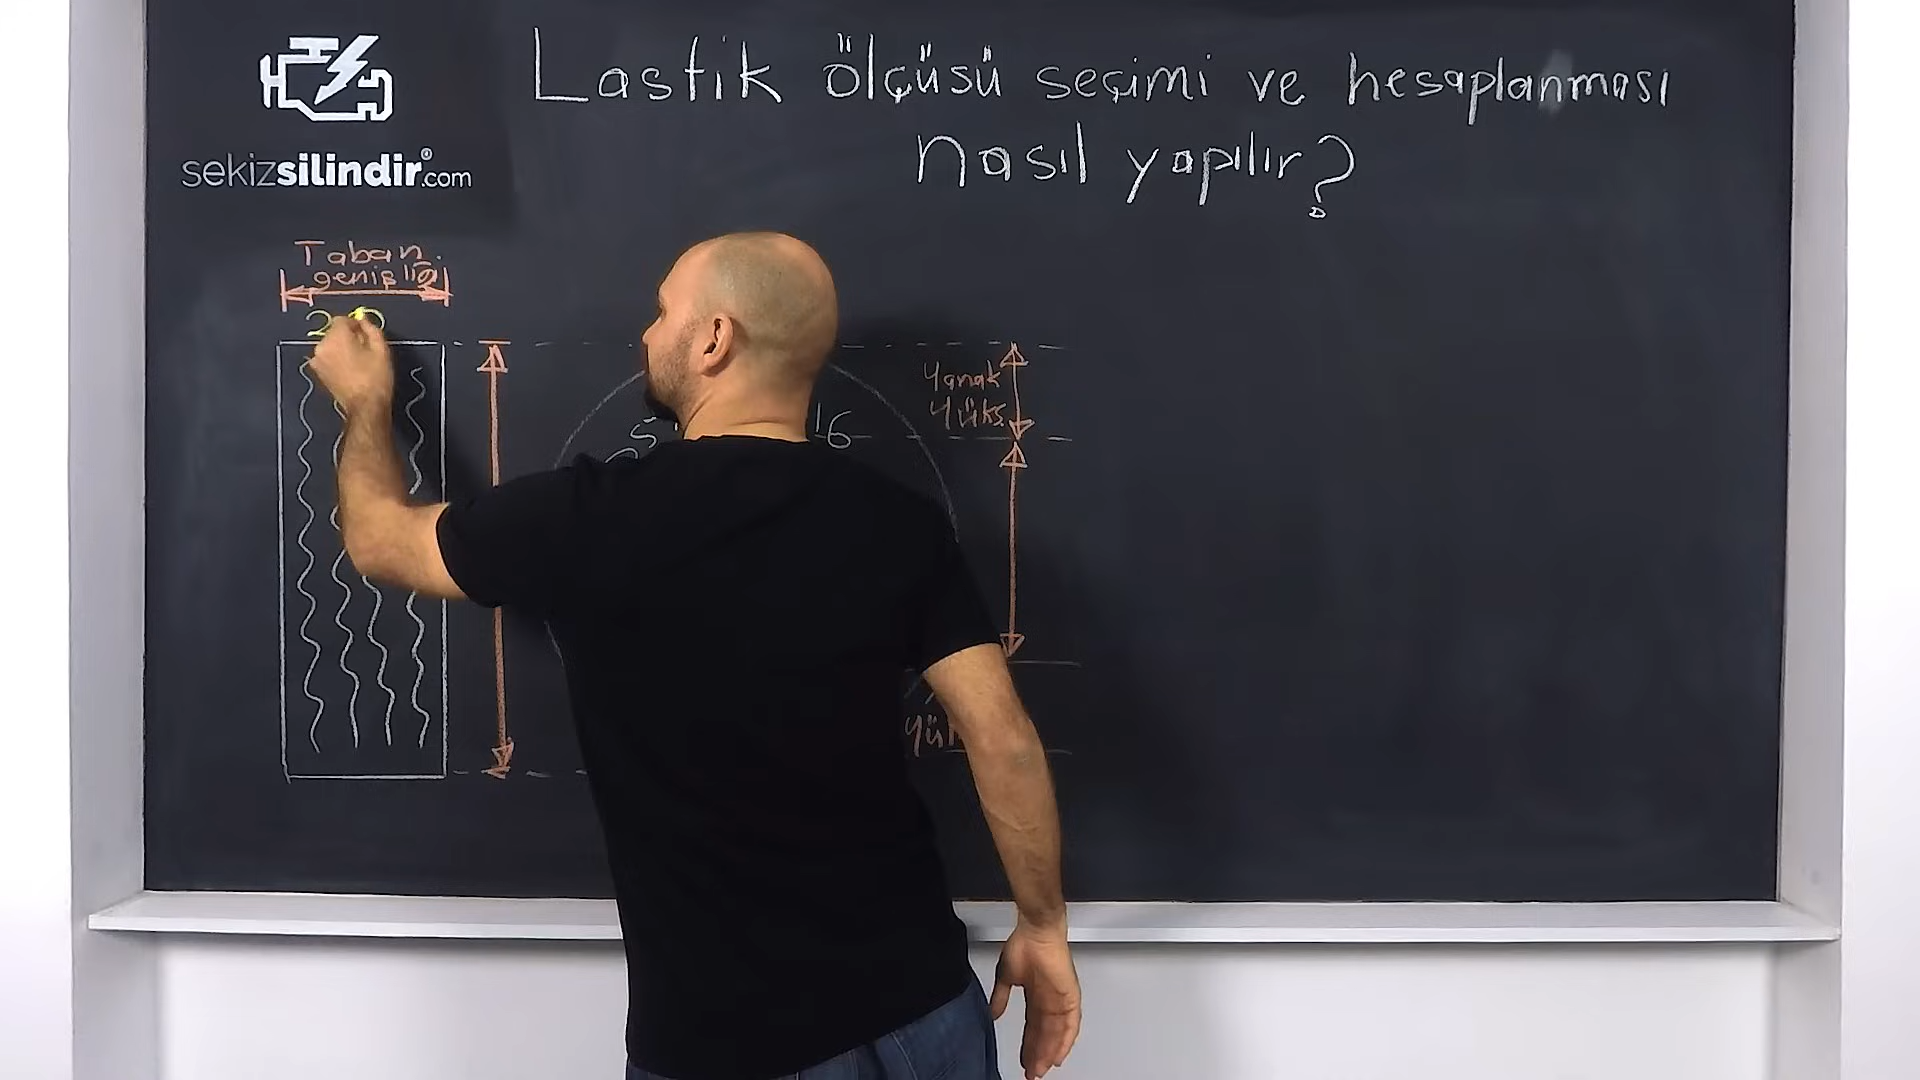 sekizsilindir.com
Lastik ölçüsü seçimi ve hesaplanması
nasıl yapılır?
Taban
genişliği
Yanak
Yüks.
16